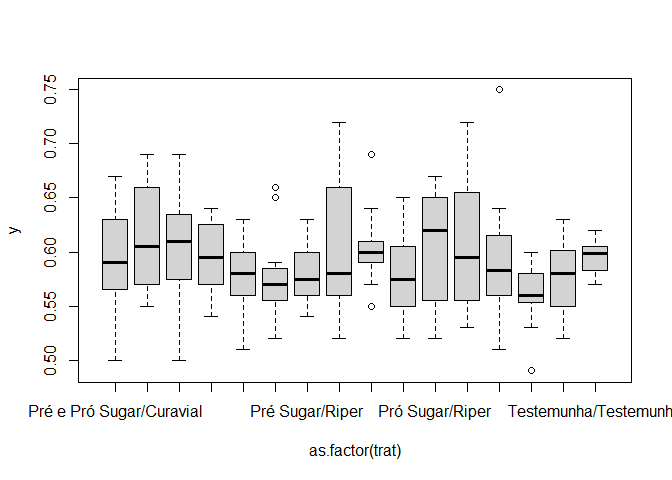 y
0.75
0.70
0.65
0.60
0.55
0.50
Pré e Pró Sugar/Curavial Pré Sugar/Riper Pró Sugar/Riper Testemunha/Testemunh
as.factor(trat)